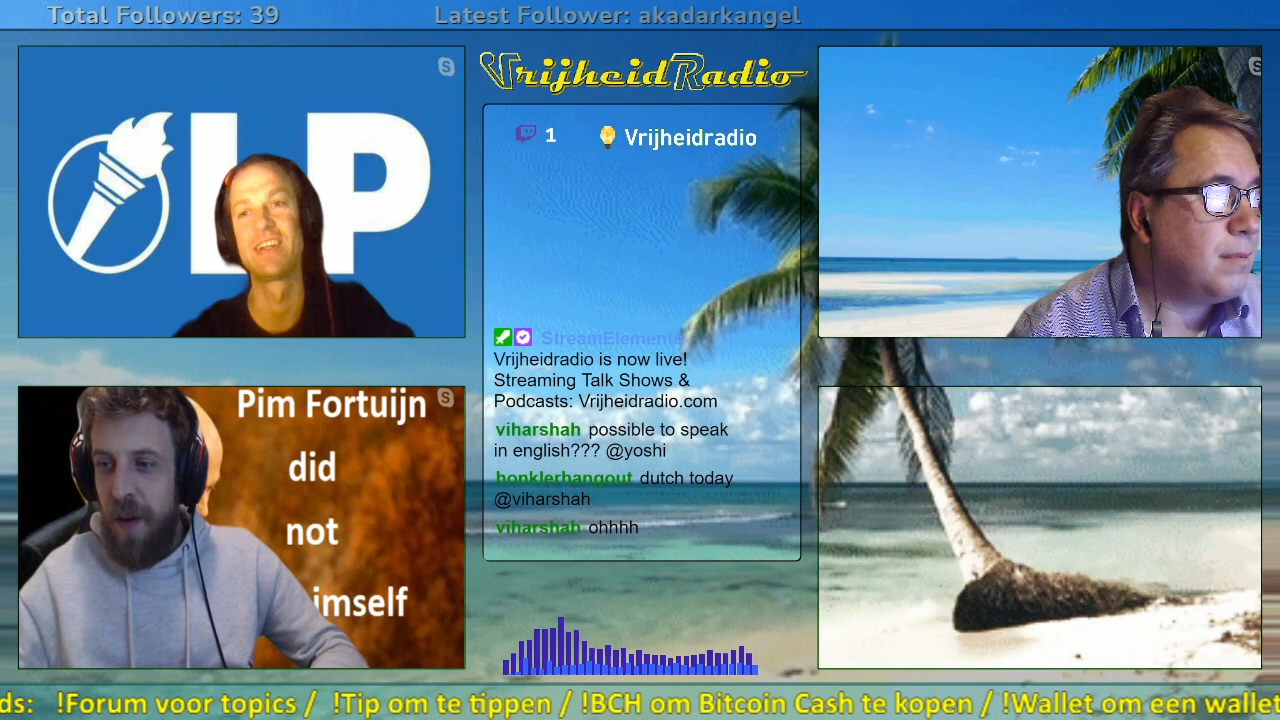 Total Followers: 39
Latest Follower: akadarkangel
LP
VrijheidRadio
1
Vrijheidradio
StreamElements
Vrijheidradio is now live!
Streaming Talk Shows &
Podcasts: Vrijheidradio.com
viharshah possible to speak
in english??? @yoshi
honklerhangout dutch today
@viharshah
viharshah ohhhh
Pim Fortuijn
did
not
imself
ds: !Forum voor topics / !Tip om te tippen / !BCH om Bitcoin Cash te kopen / !Wallet om een wallet